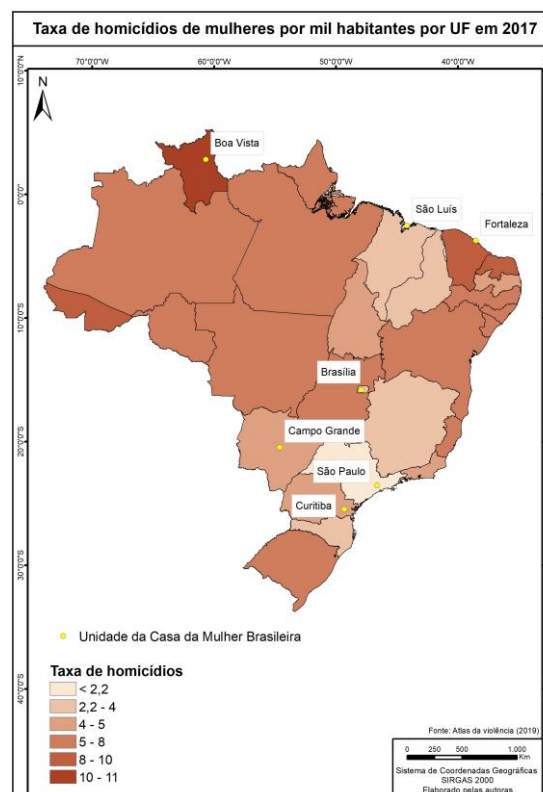 Taxa de homicídios de mulheres por mil habitantes por UF em 2017
70°0'0"W 60°0'0"W 50°0'0"W 40°0'0"W
10°0'0"N
N
Boa Vista
0°0'0"
São Luís
Fortaleza
10°0'0"S
Brasília
20°0'0"S
Campo Grande
São Paulo
Curitiba
30°0'0"S
Unidade da Casa da Mulher Brasileira
40°0'0"S
Taxa de homicídios
< 2,2
2,2 - 4
4 - 5
5 - 8
8 - 10
10 - 11
Fonte: Atlas da violência (2019)
0 250 500 1.000
Km
Sistema de Coordenadas Geográficas
SIRGAS 2000
Elaborado pelas autoras